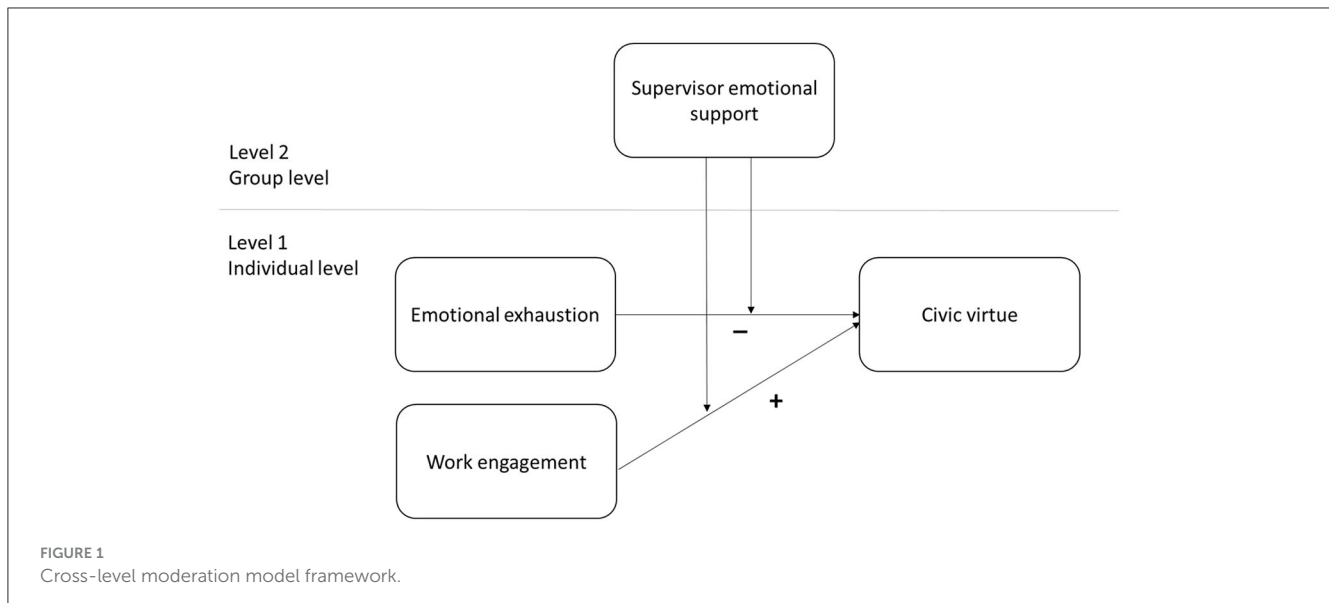 Supervisor emotional
support
Level 2
Group level
Level 1
Individual level
Emotional exhaustion
Civic virtue
−
+
Work engagement
FIGURE 1
Cross-level moderation model framework.